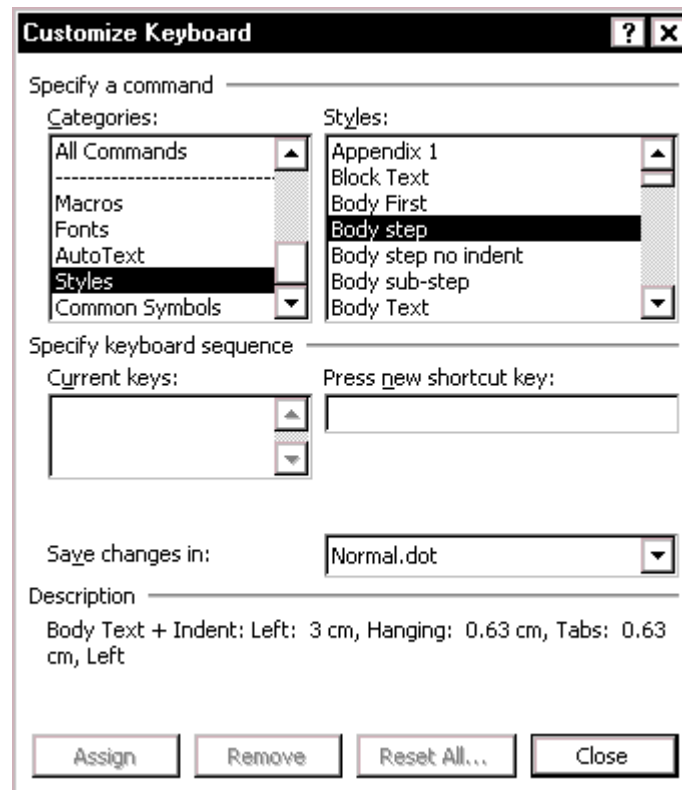 Customize Keyboard
Specify a command
Categories:
Styles:
All Commands
Macros
Fonts
AutoText
Styles
Common Symbols
Appendix 1
Block Text
Body First
Body step
Body step no indent
Body sub-step
Body Text
Specify keyboard sequence
Current keys:
Press new shortcut key:
Save changes in:
Normal.dot
Description
Body Text + Indent: Left: 3 cm, Hanging: 0.63 cm, Tabs: 0.63
cm, Left
Assign
Remove
Reset All...
Close